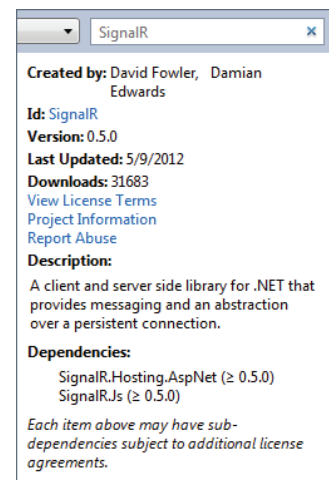 SignalR
Created by: David Fowler, Damian
Edwards
Id: SignalR
Version: 0.5.0
Last Updated: 5/9/2012
Downloads: 31683
View License Terms
Project Information
Report Abuse
Description:
A client and server side library for .NET that
provides messaging and an abstraction
over a persistent connection.
Dependencies:
SignalR.Hosting.AspNet (≥ 0.5.0)
SignalR.Js (≥ 0.5.0)
Each item above may have sub-
dependencies subject to additional license
agreements.